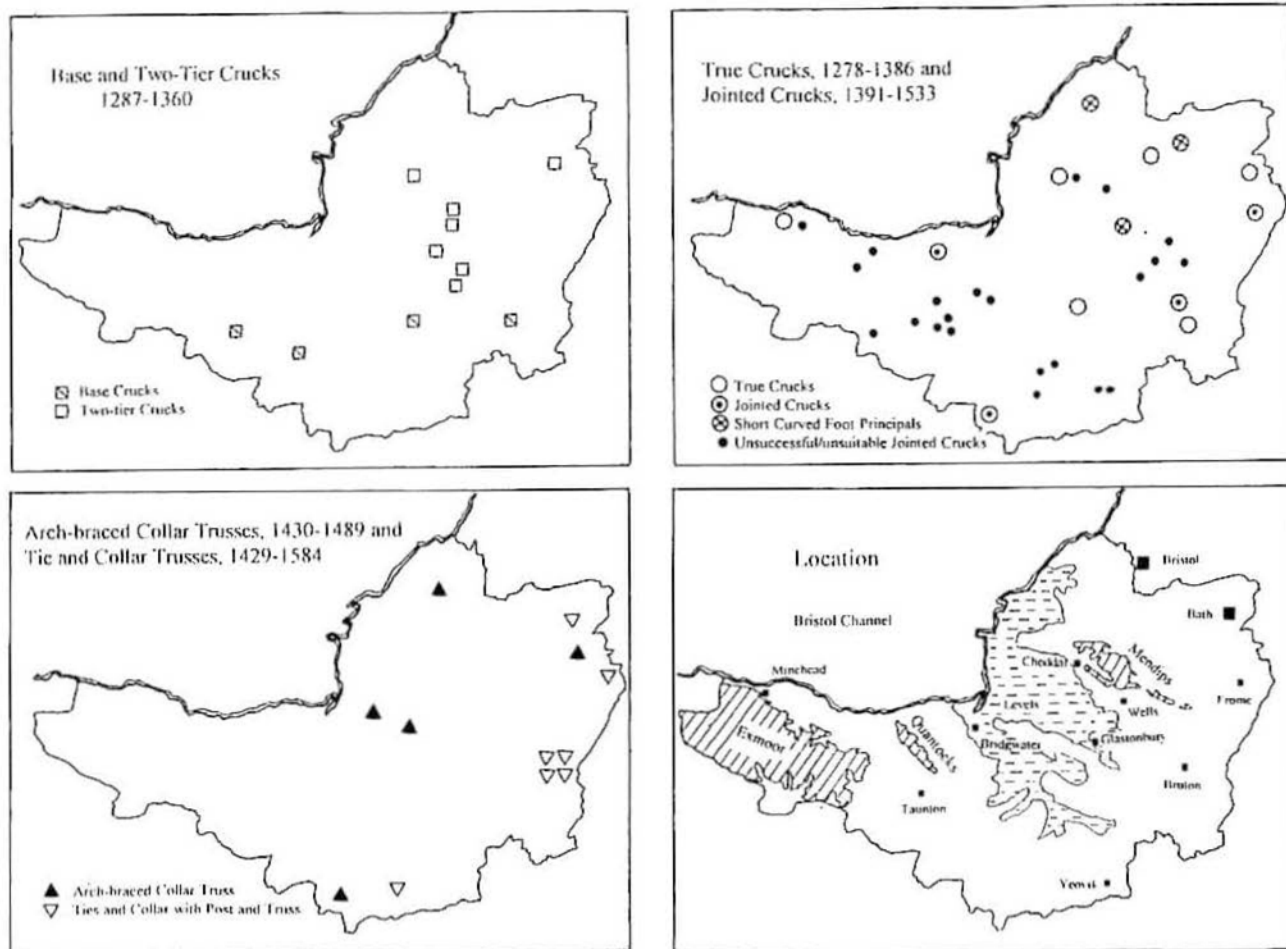 Base and Two-Tier Crucks
1287-1360
Base Crucks
Two-tier Crucks
True Crucks, 1278-1386 and
Jointed Crucks, 1391-1533
True Crucks
Jointed Crucks
Short Curved Foot Principals
Unsuccessful/unsuitable Jointed Crucks
Arch-braced Collar Trusses, 1430-1489 and
Tie and Collar Trusses, 1429-1584
Arch-braced Collar Truss
Ties and Collar with Post and Truss
Location
Bristol
Bristol Channel
Bath
Mendips
Cheddar
Minehead
Frome
Levels
Wells
Exmoor
Quantocks
Bridgwater
Glastonbury
Bruton
Taunton
Yeovil